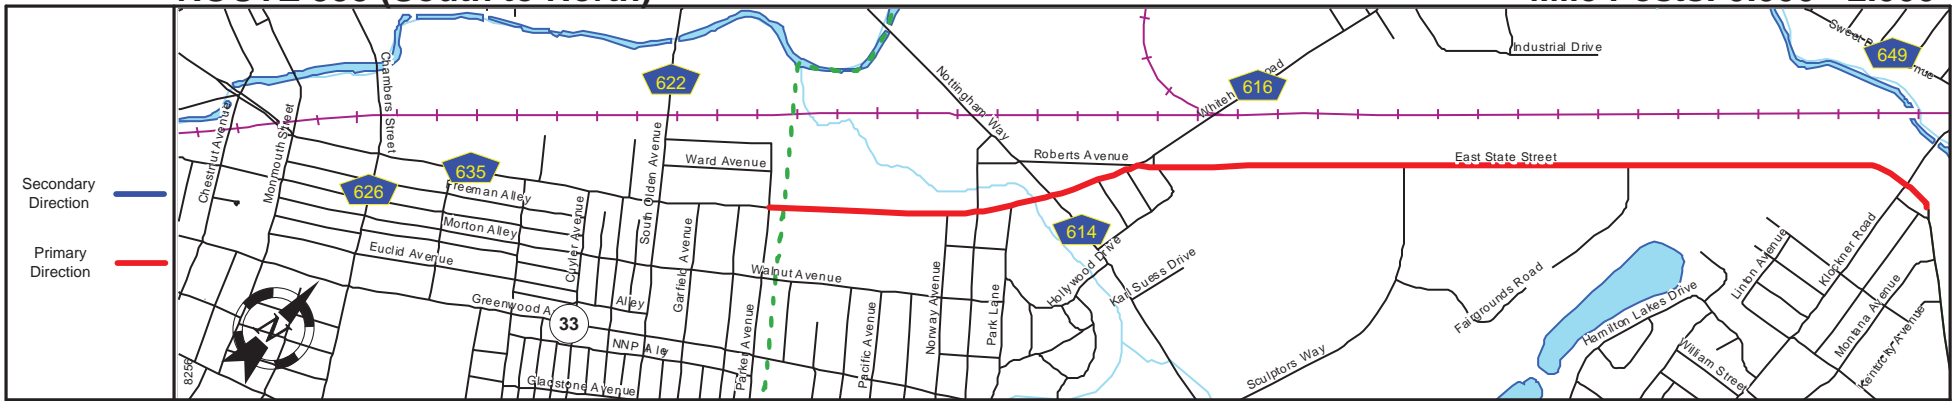 Secondary
Direction
Primary
Direction
Chestnut Avenue
Monmouth Street
Chambers Street
626
635
Freeman Alley
Morton Alley
Euclid Avenue
Greenwood A
33
Alley
NNP Alley
Gladstone Avenue
Cuyler Avenue
South Olden Avenue
622
Garfield Avenue
Ward Avenue
Walnut Avenue
Parker Avenue
Pacific Avenue
Norway Avenue
Park Lane
Nottingham Way
Roberts Avenue
614
Hollywood Drive
Karl Suess Drive
616
Industrial Drive
East State Street
Sculptors Way
Fairgrounds Road
Hamilton Lakes Drive
William Street
Linton Avenue
Klockner Road
Montana Avenue
Kentucky Avenue
649
8256